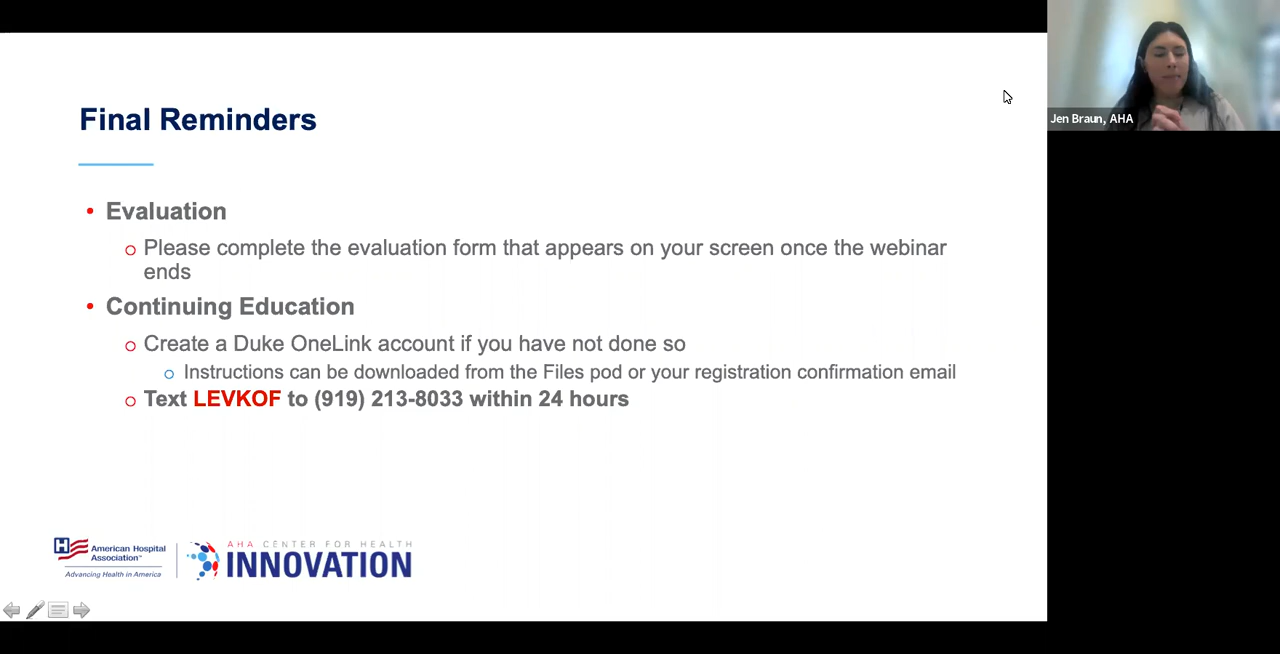 Final Reminders
• Evaluation
o Please complete the evaluation form that appears on your screen once the webinar
ends
• Continuing Education
o Create a Duke OneLink account if you have not done so
o Instructions can be downloaded from the Files pod or your registration confirmation email
o Text LEVKOF to (919) 213-8033 within 24 hours
H American Hospital
Association™
Advancing Health in America
AHA CENTER FOR HEALTH
INNOVATION
Jen Braun, AHA